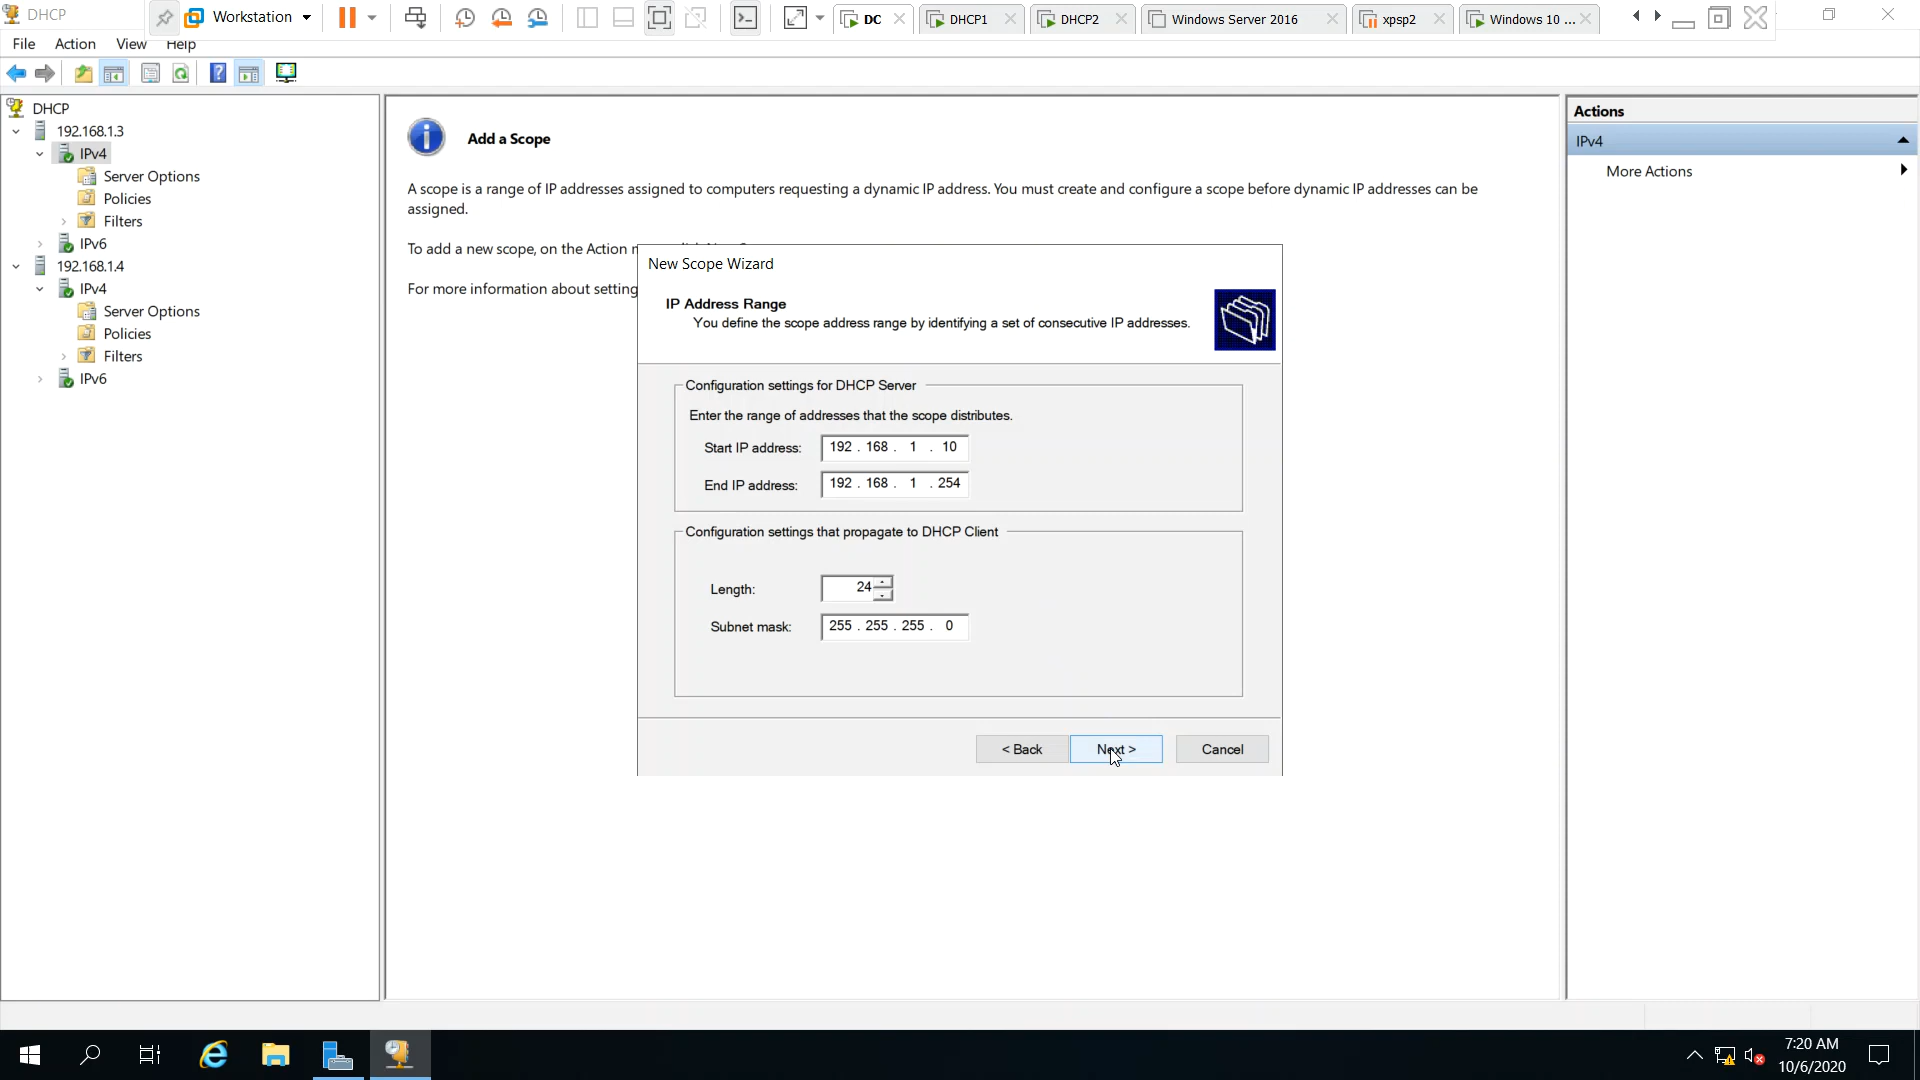 DHCP
Workstation
DC
DHCP1
DHCP2
Windows Server 2016
xpsp2
Windows 10 ...
File
Action
View
Help
DHCP
192.168.1.3
IPv4
Server Options
Policies
Filters
IPv6
192.168.1.4
IPv4
Server Options
Policies
Filters
IPv6
Add a Scope
A scope is a range of IP addresses assigned to computers requesting a dynamic IP address. You must create and configure a scope before dynamic IP addresses can be
assigned.
To add a new scope, on the Action
For more information about setting
New Scope Wizard
IP Address Range
You define the scope address range by identifying a set of consecutive IP addresses.
Configuration settings for DHCP Server
Enter the range of addresses that the scope distributes.
Start IP address: 192 . 168 . 1 . 10
End IP address: 192 . 168 . 1 . 254
Configuration settings that propagate to DHCP Client
Length: 24
Subnet mask: 255 . 255 . 255 . 0
< Back
Next >
Cancel
Actions
IPv4
More Actions
7:20 AM
10/6/2020